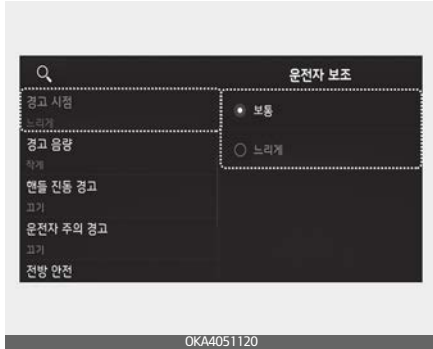 운전자 보조
경고 시점
느리게
경고 음량
작게
핸들 진동 경고
끄기
운전자 주의 경고
끄기
전방 안전
보통
느리게
OKA4051120